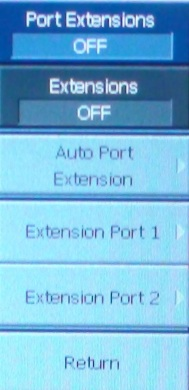 Port Extensions
OFF
Extensions
OFF
Auto Port
Extension
Extension Port 1
Extension Port 2
Return